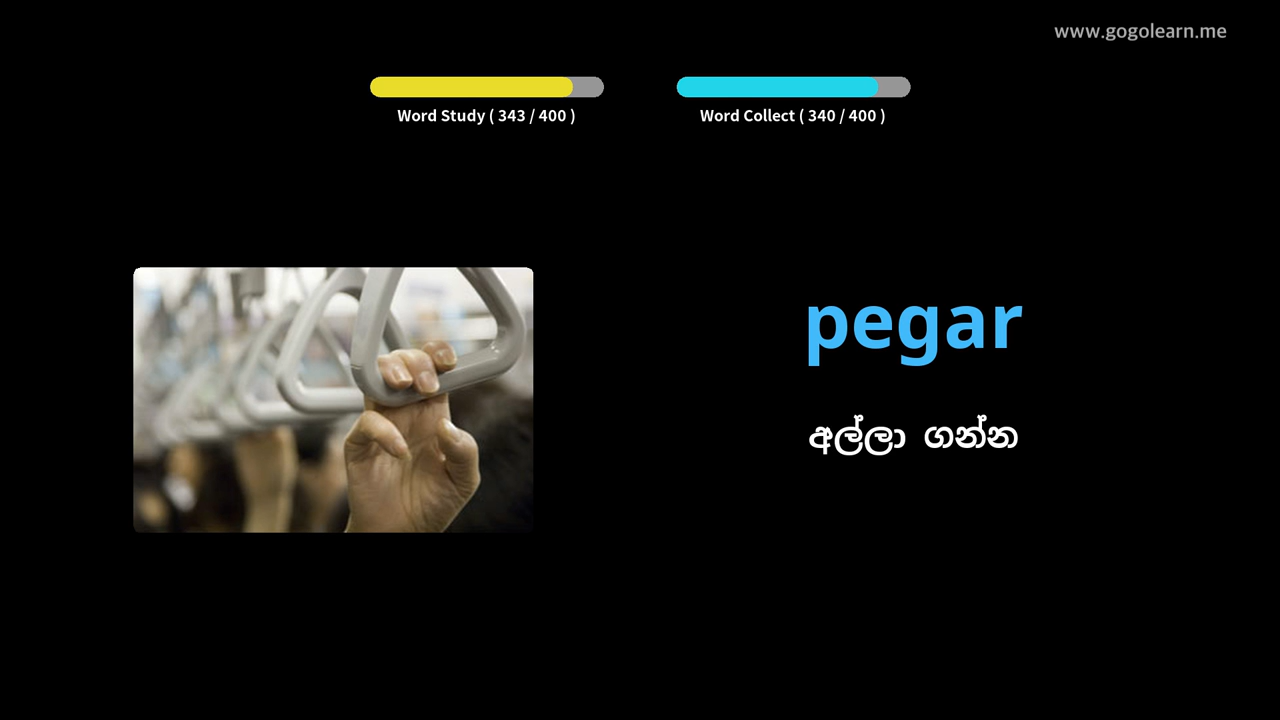 www.gogolearn.me
Word Study ( 343 / 400 )
Word Collect ( 340 / 400 )
pegar
අල්ලා ගන්න